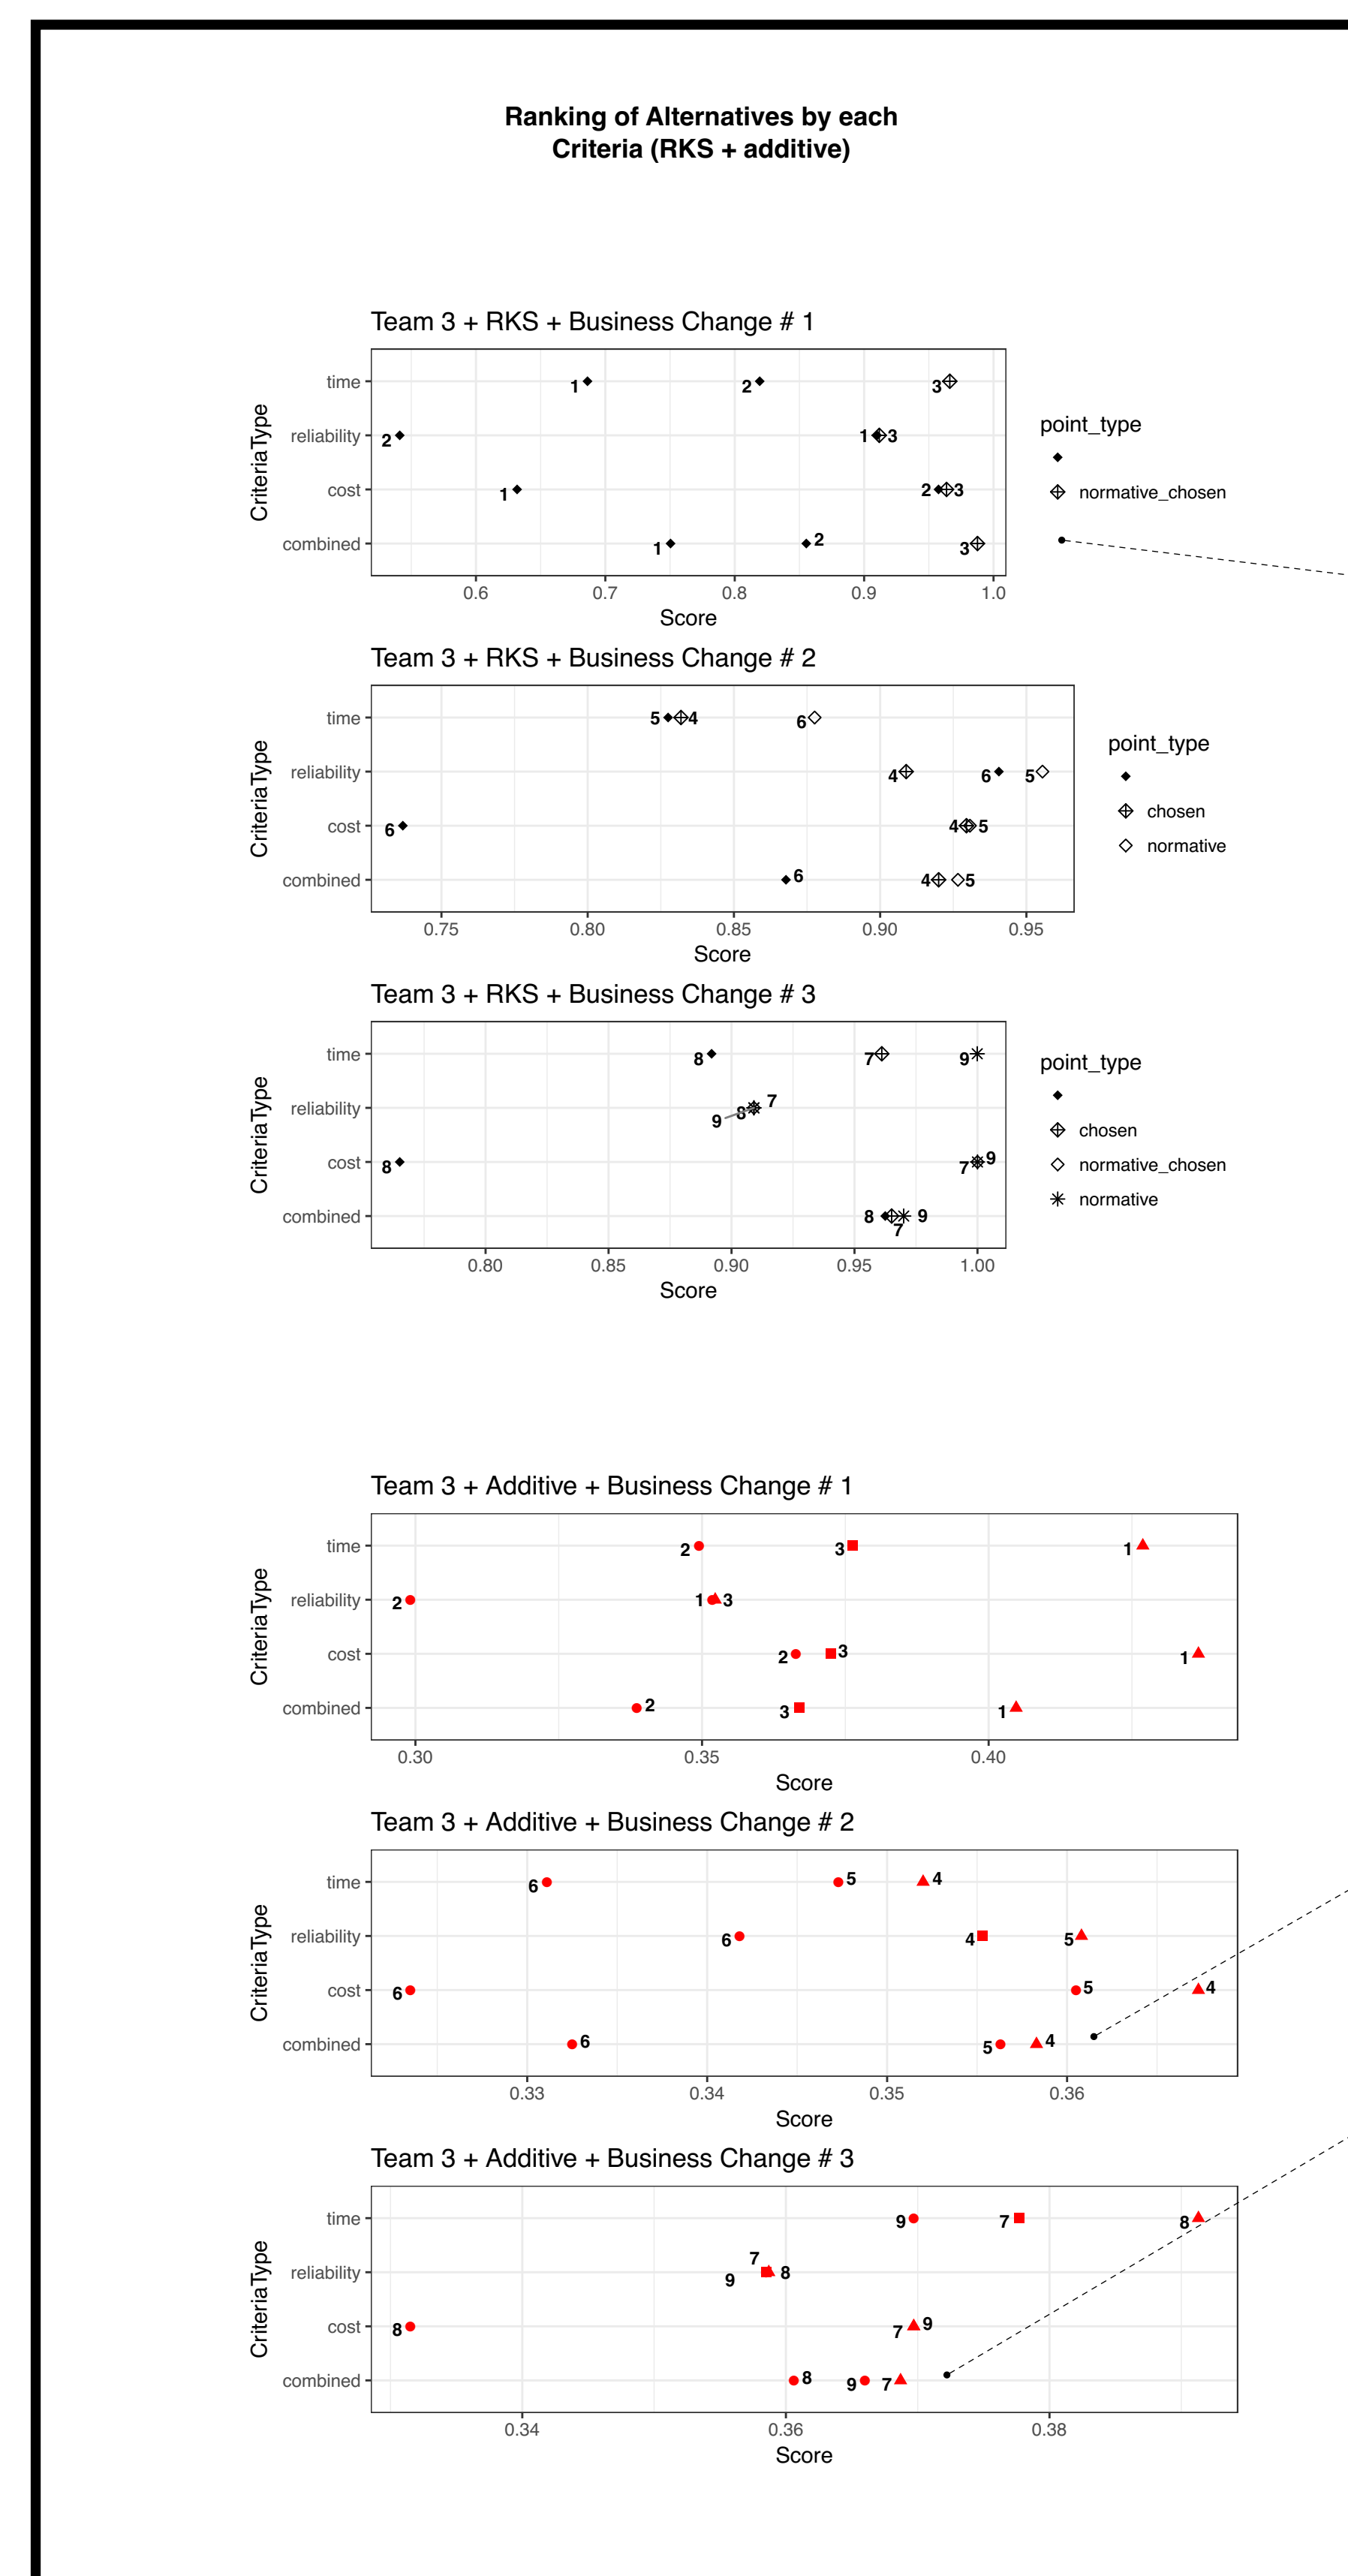 Ranking of Alternatives by each
Criteria (RKS + additive)
Team 3 + RKS + Business Change # 1
CriteriaType
time
1 2 3
reliability
2 1 3
cost
1 2 3
combined
1 2 3
0.6 0.7 0.8 0.9 1.0
Score
point_type
normative_chosen
Team 3 + RKS + Business Change # 2
CriteriaType
time
5 4 6
reliability
4 6 5
cost
6 4 5
combined
6 4 5
0.75 0.80 0.85 0.90 0.95
Score
point_type
chosen
normative
Team 3 + RKS + Business Change # 3
CriteriaType
time
8 7 9
reliability
9 8 7
cost
8 7 9
combined
8 7 9
0.80 0.85 0.90 0.95 1.00
Score
point_type
chosen
normative_chosen
normative
Team 3 + Additive + Business Change # 1
CriteriaType
time
2 3 1
reliability
2 1 3
cost
2 3 1
combined
2 3 1
0.30 0.35 0.40
Score
Team 3 + Additive + Business Change # 2
CriteriaType
time
6 5 4
reliability
6 4 5
cost
6 5 4
combined
6 5 4
0.33 0.34 0.35 0.36
Score
Team 3 + Additive + Business Change # 3
CriteriaType
time
9 7 8
reliability
9 7 8
cost
8 7 9
combined
8 9 7
0.34 0.36 0.38
Score